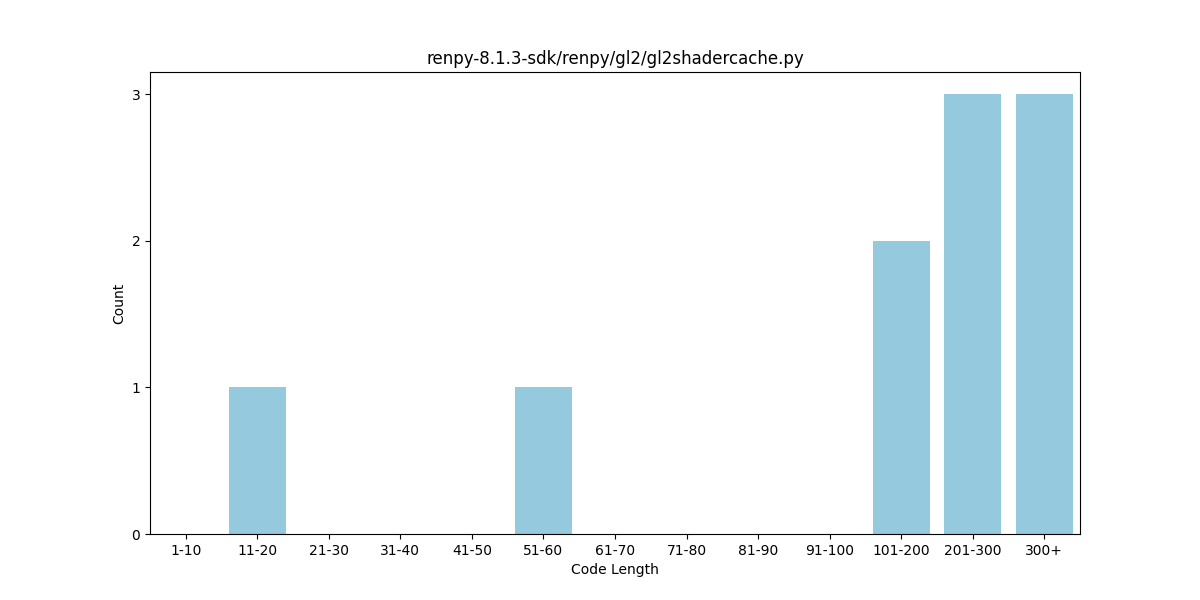 renpy-8.1.3-sdk/renpy/gl2/gl2shadercache.py
3
2
1
0
Count
1-10 11-20 21-30 31-40 41-50 51-60 61-70 71-80 81-90 91-100 101-200 201-300 300+
Code Length